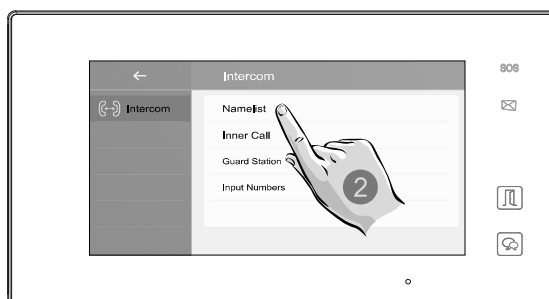 Intercom
SOS
Intercom
Namelist
Inner Call
Guard Station
Input Numbers
2